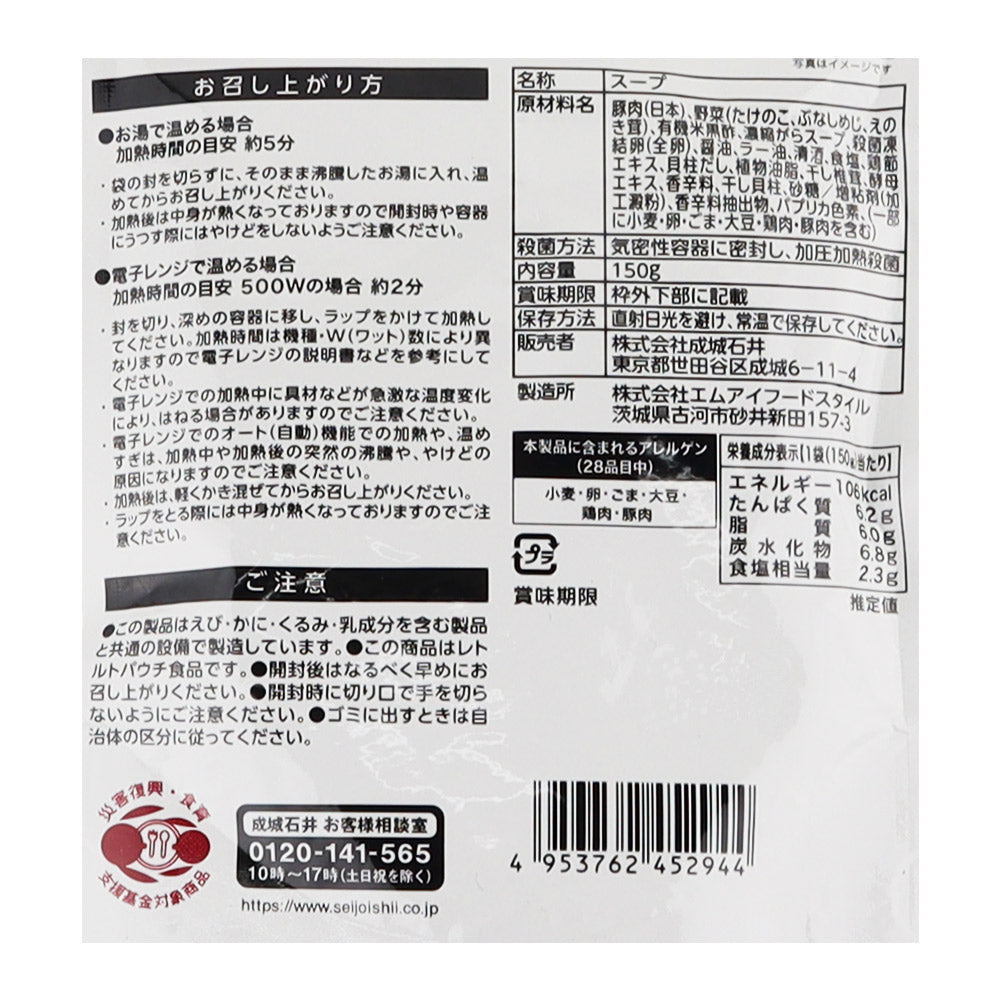 お召し上がり方
●お湯で温める場合
加熱時間の目安 約5分
・袋の封を切らずに、そのまま沸騰したお湯に入れ、温
めてからお召し上がりください。
・加熱後は中身が熱くなっておりますので開封時や容器
にうつす際にはやけどをしないようご注意ください。
●電子レンジで温める場合
加熱時間の目安 500Wの場合 約2分
・封を切り、深めの容器に移し、ラップをかけて加熱し
てください。加熱時間は機種・W(ワット)数により異
なりますので電子レンジの説明書などを参考にして
ください。
・電子レンジでの加熱中に具材などが急激な温度変化
により、はねる場合がありますのでご注意ください。
・電子レンジでのオート(自動)機能での加熱や、温め
すぎは、加熱中や加熱後の突然の沸騰や、やけどの
原因になりますのでご注意ください。
・加熱後は、軽くかき混ぜてからお召し上がりください。
・ラップをとる際には中身が熱くなっておりますのでご注
意ください。
ご注意
●この製品はえび・かに・くるみ・乳成分を含む製品
と共通の設備で製造しています。●この商品はレト
ルトパウチ食品です。●開封後はなるべく早めにお
召し上がりください。●開封時に切り口で手を切ら
ないようにご注意ください。●ゴミに出すときは自
治体の区分に従ってください。
災害復興・食資
支援基金対象商品
成城石井 お客様相談室
0120-141-565
10時〜17時(土日祝を除く)
https://www.seijoishii.co.jp
写真はイメージです
名称 スープ
原材料名 豚肉(日本)、野菜(たけのこ、ぶなしめじ、えの
き茸)、有機米黒酢、濃縮がらスープ、殺菌凍
結卵(全卵)、醤油、ラー油、清酒、食塩、鶏節
エキス、貝柱だし、植物油脂、干し椎茸、酵母
エキス、香辛料、干し貝柱、砂糖／増粘剤(加
工澱粉)、香辛料抽出物、パプリカ色素、(一部
に小麦・卵・ごま・大豆・鶏肉・豚肉を含む)
殺菌方法 気密性容器に密封し、加圧加熱殺菌
内容量 150g
賞味期限 枠外下部に記載
保存方法 直射日光を避け、常温で保存してください。
販売者 株式会社成城石井
東京都世田谷区成城6-11-4
製造所 株式会社エムアイフードスタイル
茨城県古河市砂井新田157-3
本製品に含まれるアレルゲン
(28品目中)
小麦・卵・ごま・大豆・
鶏肉・豚肉
栄養成分表示【1袋(150g当たり)】
エネルギー 106kcal
たんぱく質 6.2g
脂質 6.0g
炭水化物 6.8g
食塩相当量 2.3g
推定値
プラ
賞味期限
4 953762 452944